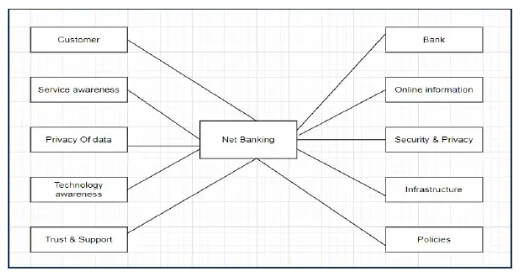 Customer
Bank
Service awareness
Online information
Privacy Of data
Net Banking
Security & Privacy
Technology
awareness
Infrastructure
Trust & Support
Policies